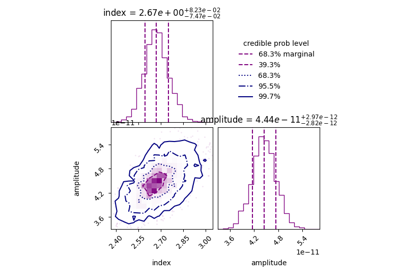 index = 2.67e+00+8.23e−02−7.47e−02
credible prob level
68.3% marginal
39.3%
68.3%
95.5%
99.7%
1e−11
amplitude = 4.44e−11+2.97e−12−2.82e−12
5.4
4.8
4.2
3.6
amplitude
2.40 2.55 2.70 2.85 3.00
3.6 4.2 4.8 5.4
1e−11
index
amplitude